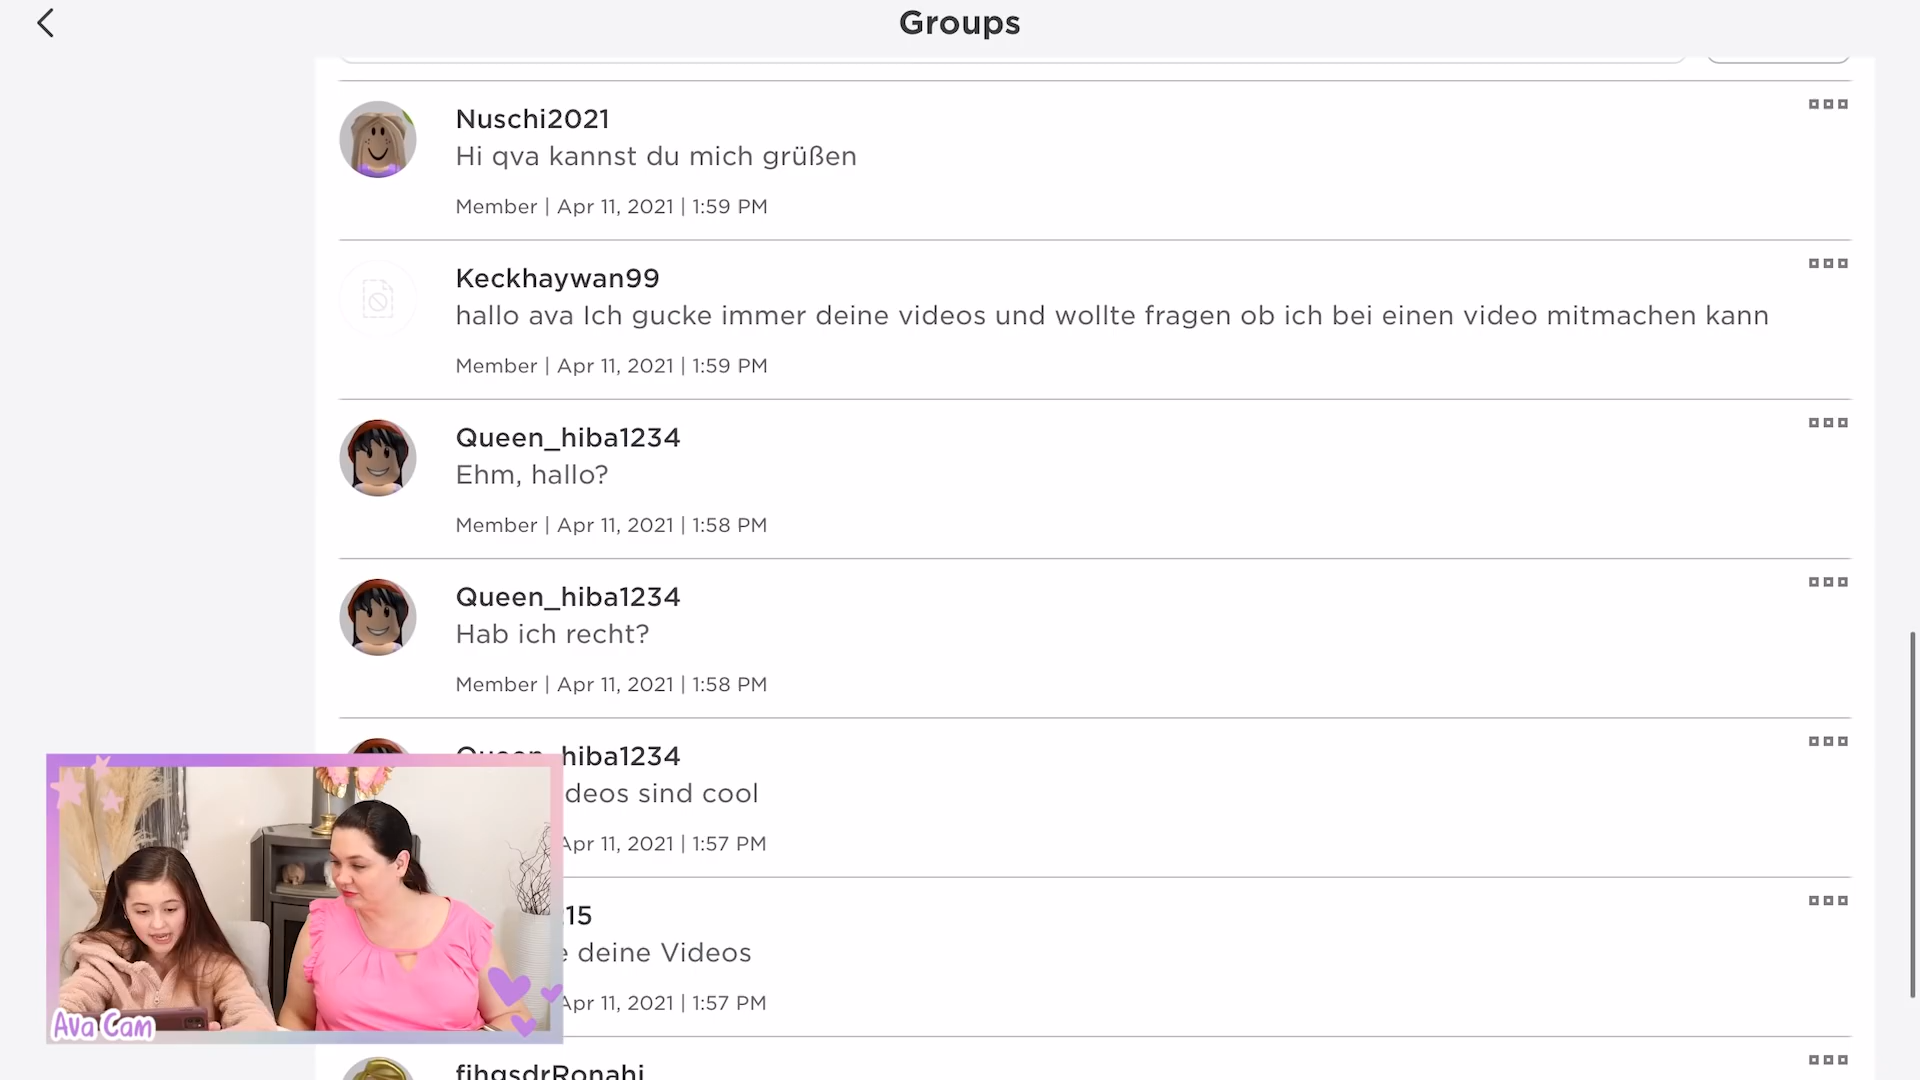 Groups
Nuschi2021
Hi qva kannst du mich grüßen
Member | Apr 11, 2021 | 1:59 PM
Keckhaywan99
hallo ava Ich gucke immer deine videos und wollte fragen ob ich bei einen video mitmachen kann
Member | Apr 11, 2021 | 1:59 PM
Queen_hiba1234
Ehm, hallo?
Member | Apr 11, 2021 | 1:58 PM
Queen_hiba1234
Hab ich recht?
Member | Apr 11, 2021 | 1:58 PM
Queen_hiba1234
sind cool
Apr 11, 2021 | 1:57 PM
deine Videos
Apr 11, 2021 | 1:57 PM
Ava Cam